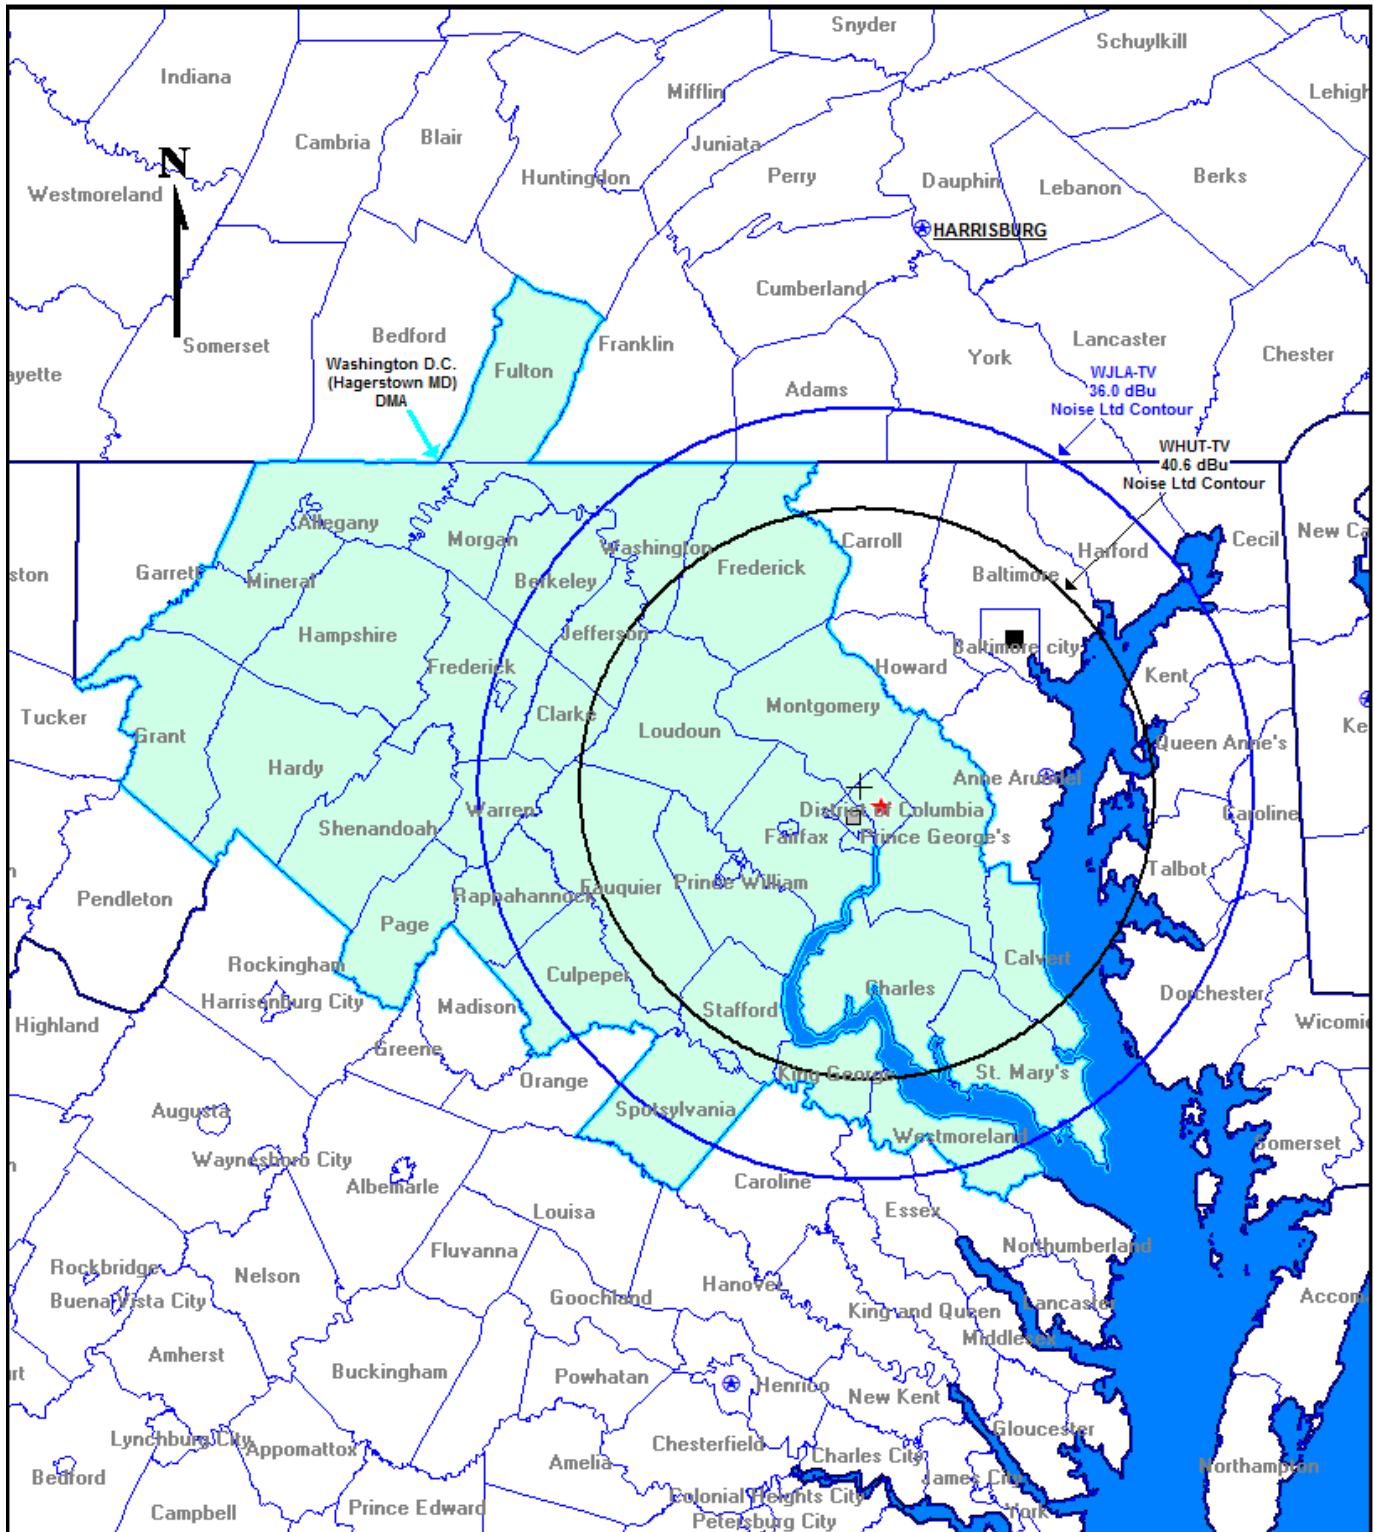 Snyder
Schuylkill
Indiana
Mifflin
Lehigh
Cambria
Blair
Juniata
Huntingdon
Perry
Dauphin
Lebanon
Berks
Westmoreland
N
HARRISBURG
Cumberland
Somerset
Bedford
Franklin
York
Lancaster
Chester
ayette
Fulton
Adams
Washington D.C.
(Hagerstown MD)
DMA
WJLA-TV
36.0 dBu
Noise Ltd Contour
WHUT-TV
40.6 dBu
Noise Ltd Contour
Allegany
Morgan
Washington
Carroll
Harford
Cecil
New Ca
ston
Garrett
Mineral
Berkeley
Frederick
Baltimore
Hampshire
Jefferson
Baltimore city
Frederick
Howard
Kent
Tucker
Grant
Clarke
Loudoun
Montgomery
Queen Anne's
Ke
Hardy
Anne Arundel
Warren
District of Columbia
Caroline
Shenandoah
Fairfax
Prince George's
Talbot
Pendleton
Rappahannock
Fauquier
Prince William
Page
Rockingham
Culpeper
Calvert
Harrisonburg City
Madison
Stafford
Charles
Dorchester
Highland
Wicomic
Greene
Orange
King George
St. Mary's
Augusta
Spotsylvania
Westmoreland
Somerset
Waynesboro City
Albemarle
Caroline
Louisa
Essex
Fluvanna
Northumberland
Rockbridge
Nelson
Hanover
Buena Vista City
Goochland
King and Queen
Lancaster
Accom
Middlesex
Amherst
Buckingham
Powhatan
Henrico
New Kent
urt
Lynchburg City
Appomattox
Chesterfield
Charles City
Gloucester
Bedford
Amelia
James City
Northampton
Colonial Heights City
Campbell
Prince Edward
Petersburg City
York